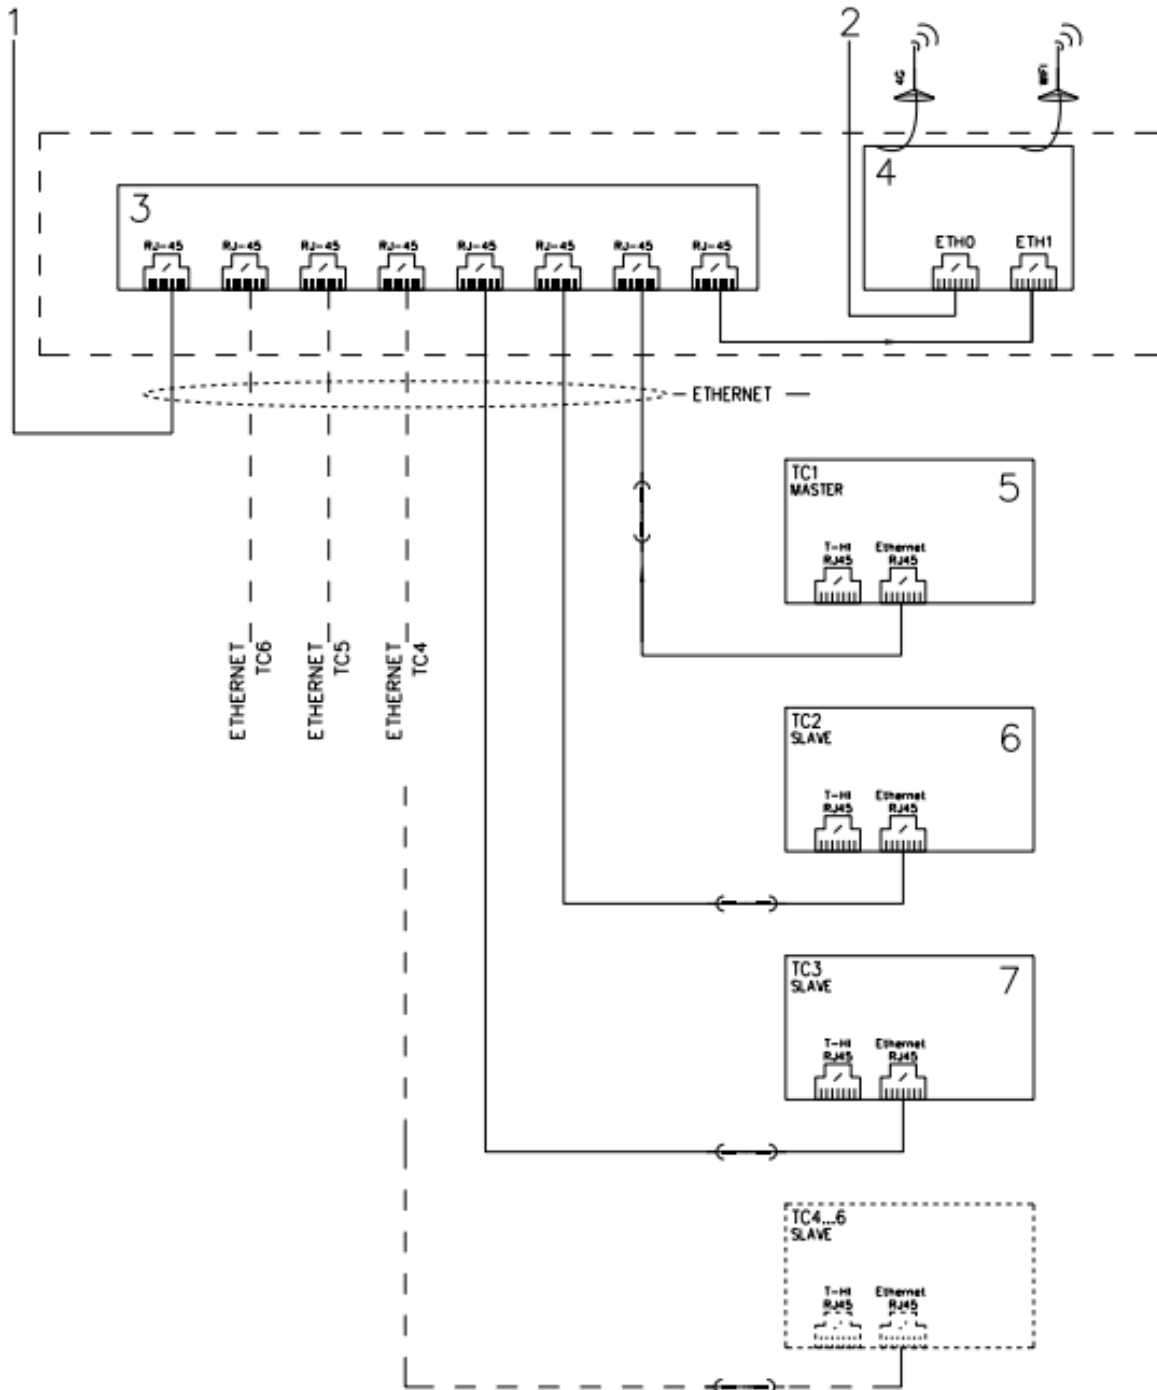 1
2
4G
WIFI
3
4
RJ-45
RJ-45
RJ-45
RJ-45
RJ-45
RJ-45
RJ-45
RJ-45
ETH0
ETH1
ETHERNET
TC1
MASTER
5
T-HI
RJ45
Ethernet
RJ45
ETHERNET
TC6
ETHERNET
TC5
ETHERNET
TC4
TC2
SLAVE
6
T-HI
RJ45
Ethernet
RJ45
TC3
SLAVE
7
T-HI
RJ45
Ethernet
RJ45
TC4...6
SLAVE
T-HI
RJ45
Ethernet
RJ45